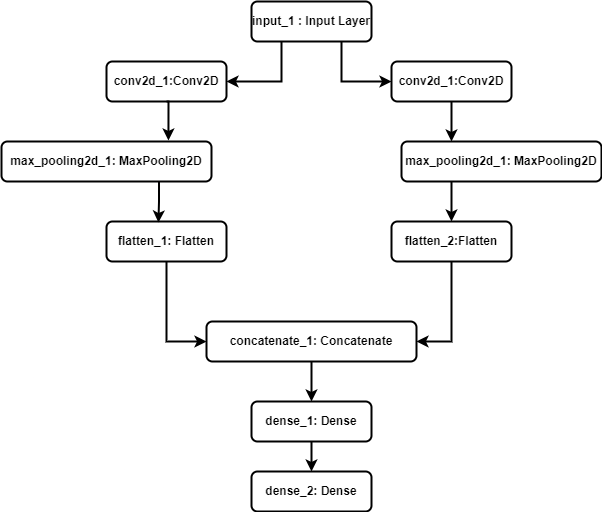 input_1 : Input Layer
conv2d_1:Conv2D
conv2d_1:Conv2D
max_pooling2d_1: MaxPooling2D
max_pooling2d_1: MaxPooling2D
flatten_1: Flatten
flatten_2:Flatten
concatenate_1: Concatenate
dense_1: Dense
dense_2: Dense